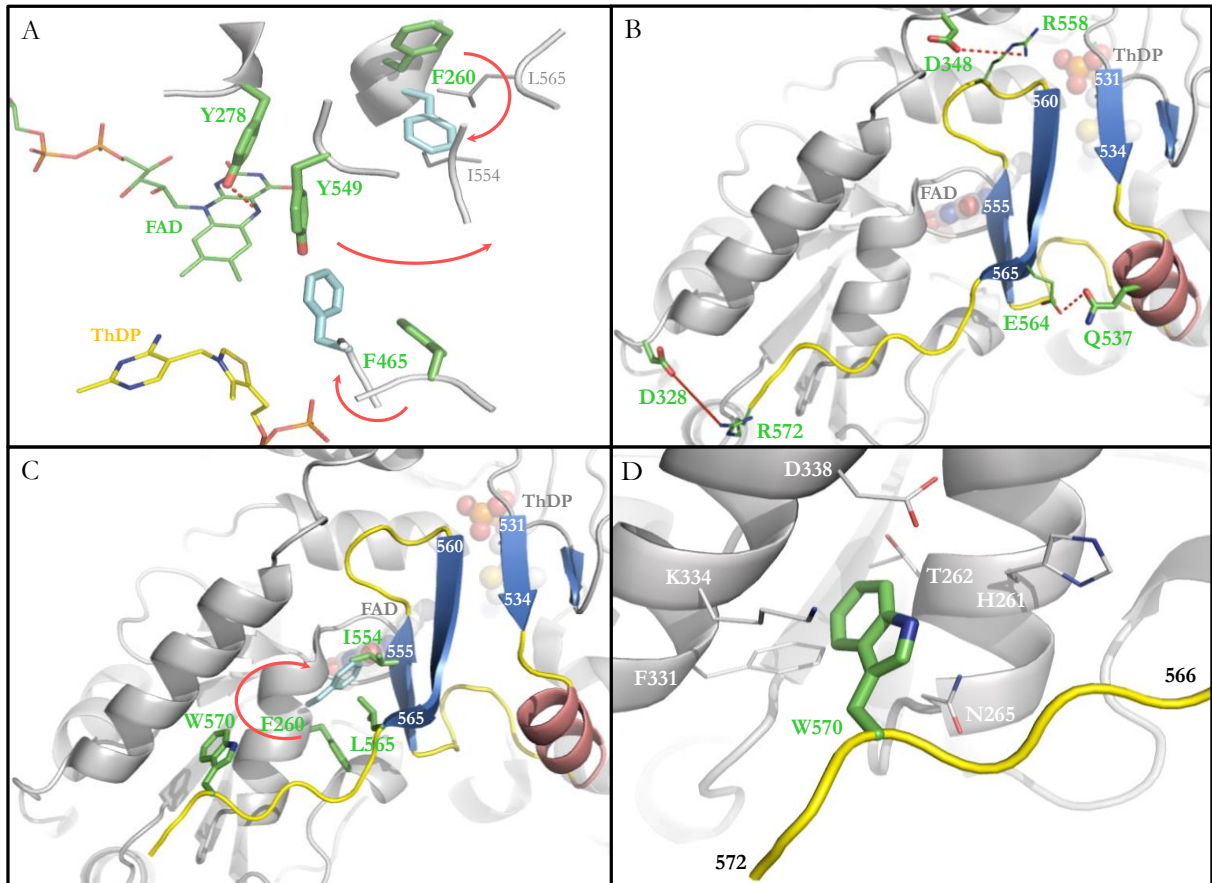 A
F260
L565
Y278
I554
Y549
FAD
ThDP
F465
B
R558
D348
ThDP
531
560
534
FAD
555
565
E564
Q537
D328
R572
C
ThDP
531
560
534
FAD
I554
555
W570
F260
565
L565
D
D338
T262
K334
H261
F331
566
N265
W570
572